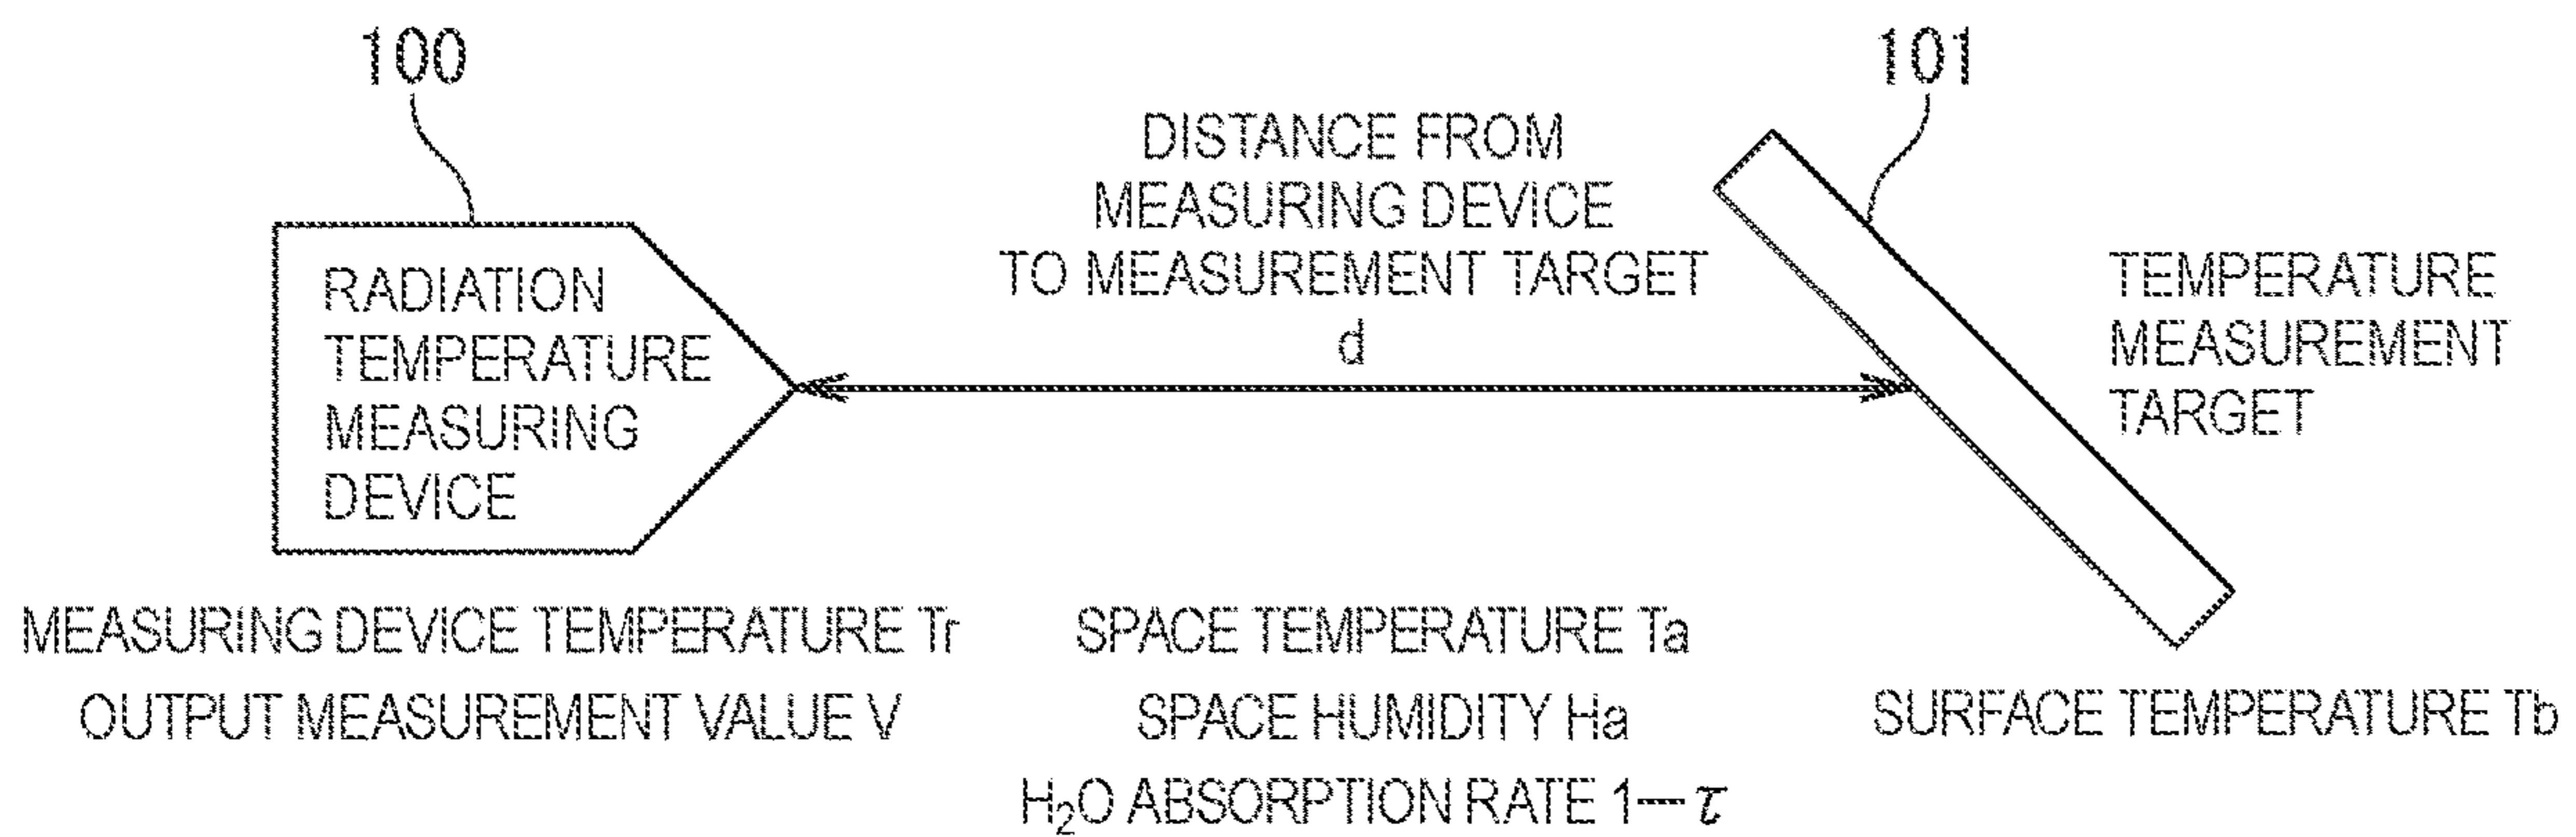 100
101
DISTANCE FROM
MEASURING DEVICE
TO MEASUREMENT TARGET
d
RADIATION
TEMPERATURE
MEASURING
DEVICE
TEMPERATURE
MEASUREMENT
TARGET
MEASURING DEVICE TEMPERATURE Tr
OUTPUT MEASUREMENT VALUE V
SPACE TEMPERATURE Ta
SPACE HUMIDITY Ha
H₂O ABSORPTION RATE 1—τ
SURFACE TEMPERATURE Tb